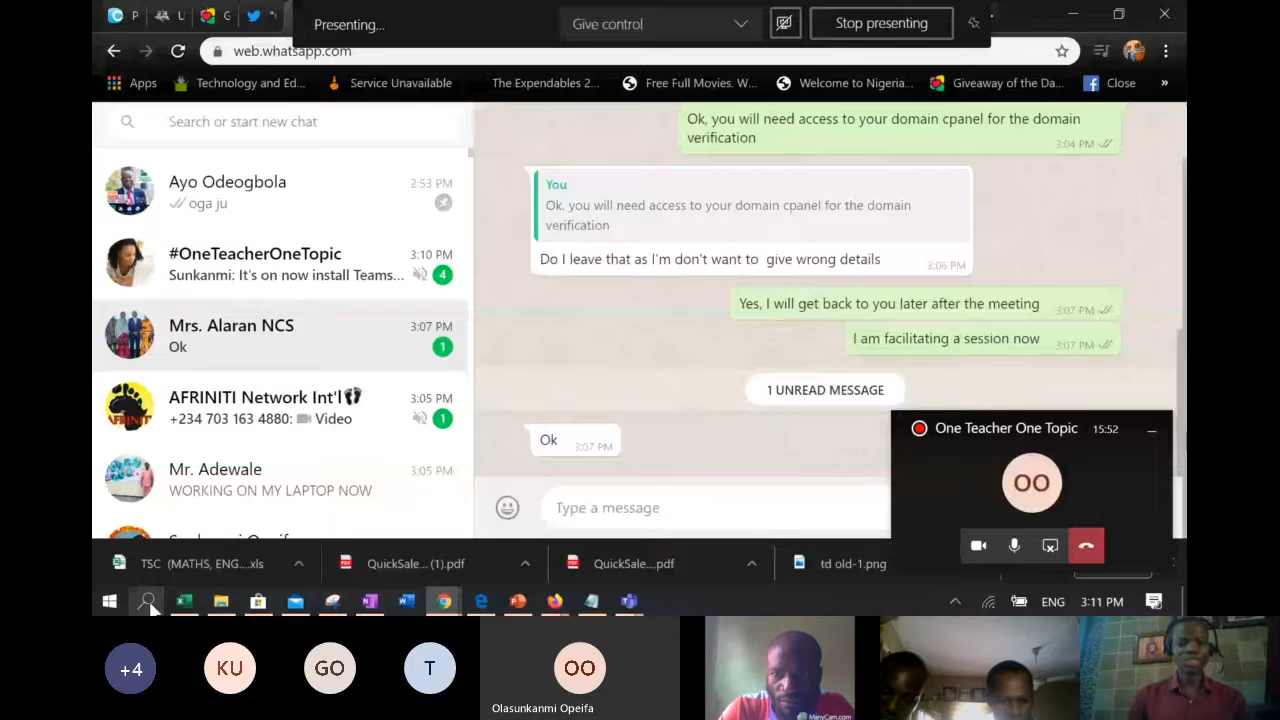 P
U
G
Presenting...
Give control
Stop presenting
web.whatsapp.com
Apps
Technology and Ed...
Service Unavailable
The Expendables 2...
Free Full Movies. W...
Welcome to Nigeria...
Giveaway of the Da...
Close
»
Search or start new chat
Ayo Odeogbola
2:53 PM
oga ju
#OneTeacherOneTopic
3:10 PM
Sunkanmi: It's on now install Teams...
4
Mrs. Alaran NCS
3:07 PM
Ok
1
AFRINITI Network Int'l👣
3:05 PM
+234 703 163 4880: Video
1
Mr. Adewale
3:05 PM
WORKING ON MY LAPTOP NOW
Ok, you will need access to your domain cpanel for the domain
verification
3:04 PM
You
Ok, you will need access to your domain cpanel for the domain
verification
Do I leave that as I'm don't want to give wrong details
3:06 PM
Yes, I will get back to you later after the meeting
3:07 PM
I am facilitating a session now
3:07 PM
1 UNREAD MESSAGE
Ok
3:07 PM
Type a message
One Teacher One Topic
15:52
OO
TSC (MATHS, ENG....xls
QuickSale... (1).pdf
QuickSale....pdf
td old-1.png
ENG
3:11 PM
+4
KU
GO
T
OO
Olasunkanmi Opeifa
ManyCam.com